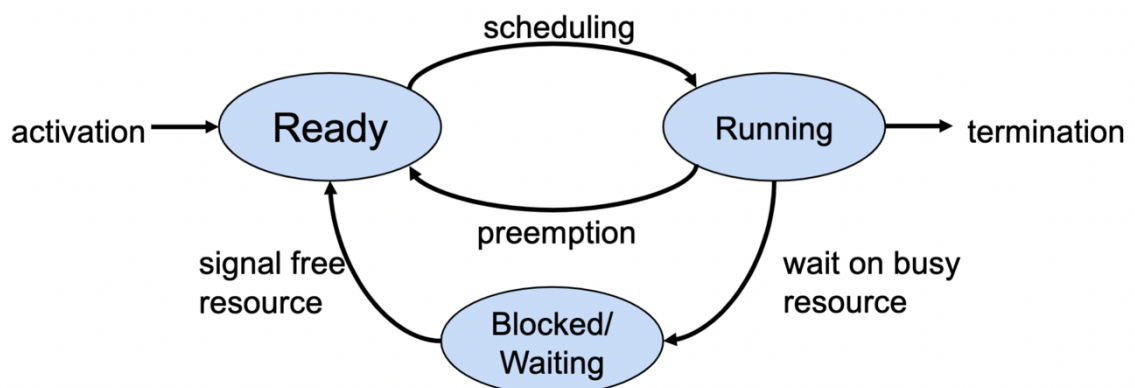 scheduling
activation
Ready
Running
termination
preemption
signal free
resource
wait on busy
resource
Blocked/
Waiting